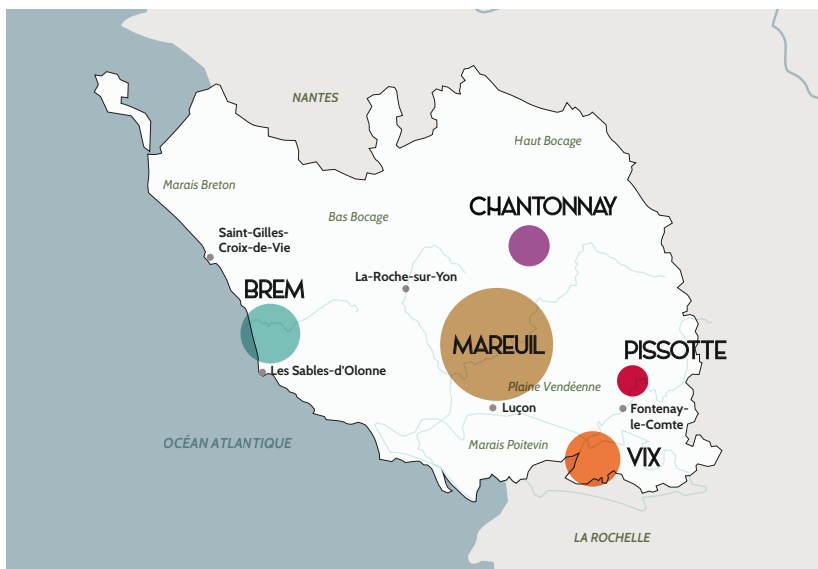 NANTES
Haut Bocage
Marais Breton
CHANTONNAY
Bas Bocage
Saint-Gilles-
Croix-de-Vie
La-Roche-sur-Yon
BREM
MAREUIL
PISSOTTE
Les Sables-d'Olonne
Plaine Vendéenne
Luçon
Fontenay-
le-Comte
OCÉAN ATLANTIQUE
Marais Poitevin
VIX
LA ROCHELLE